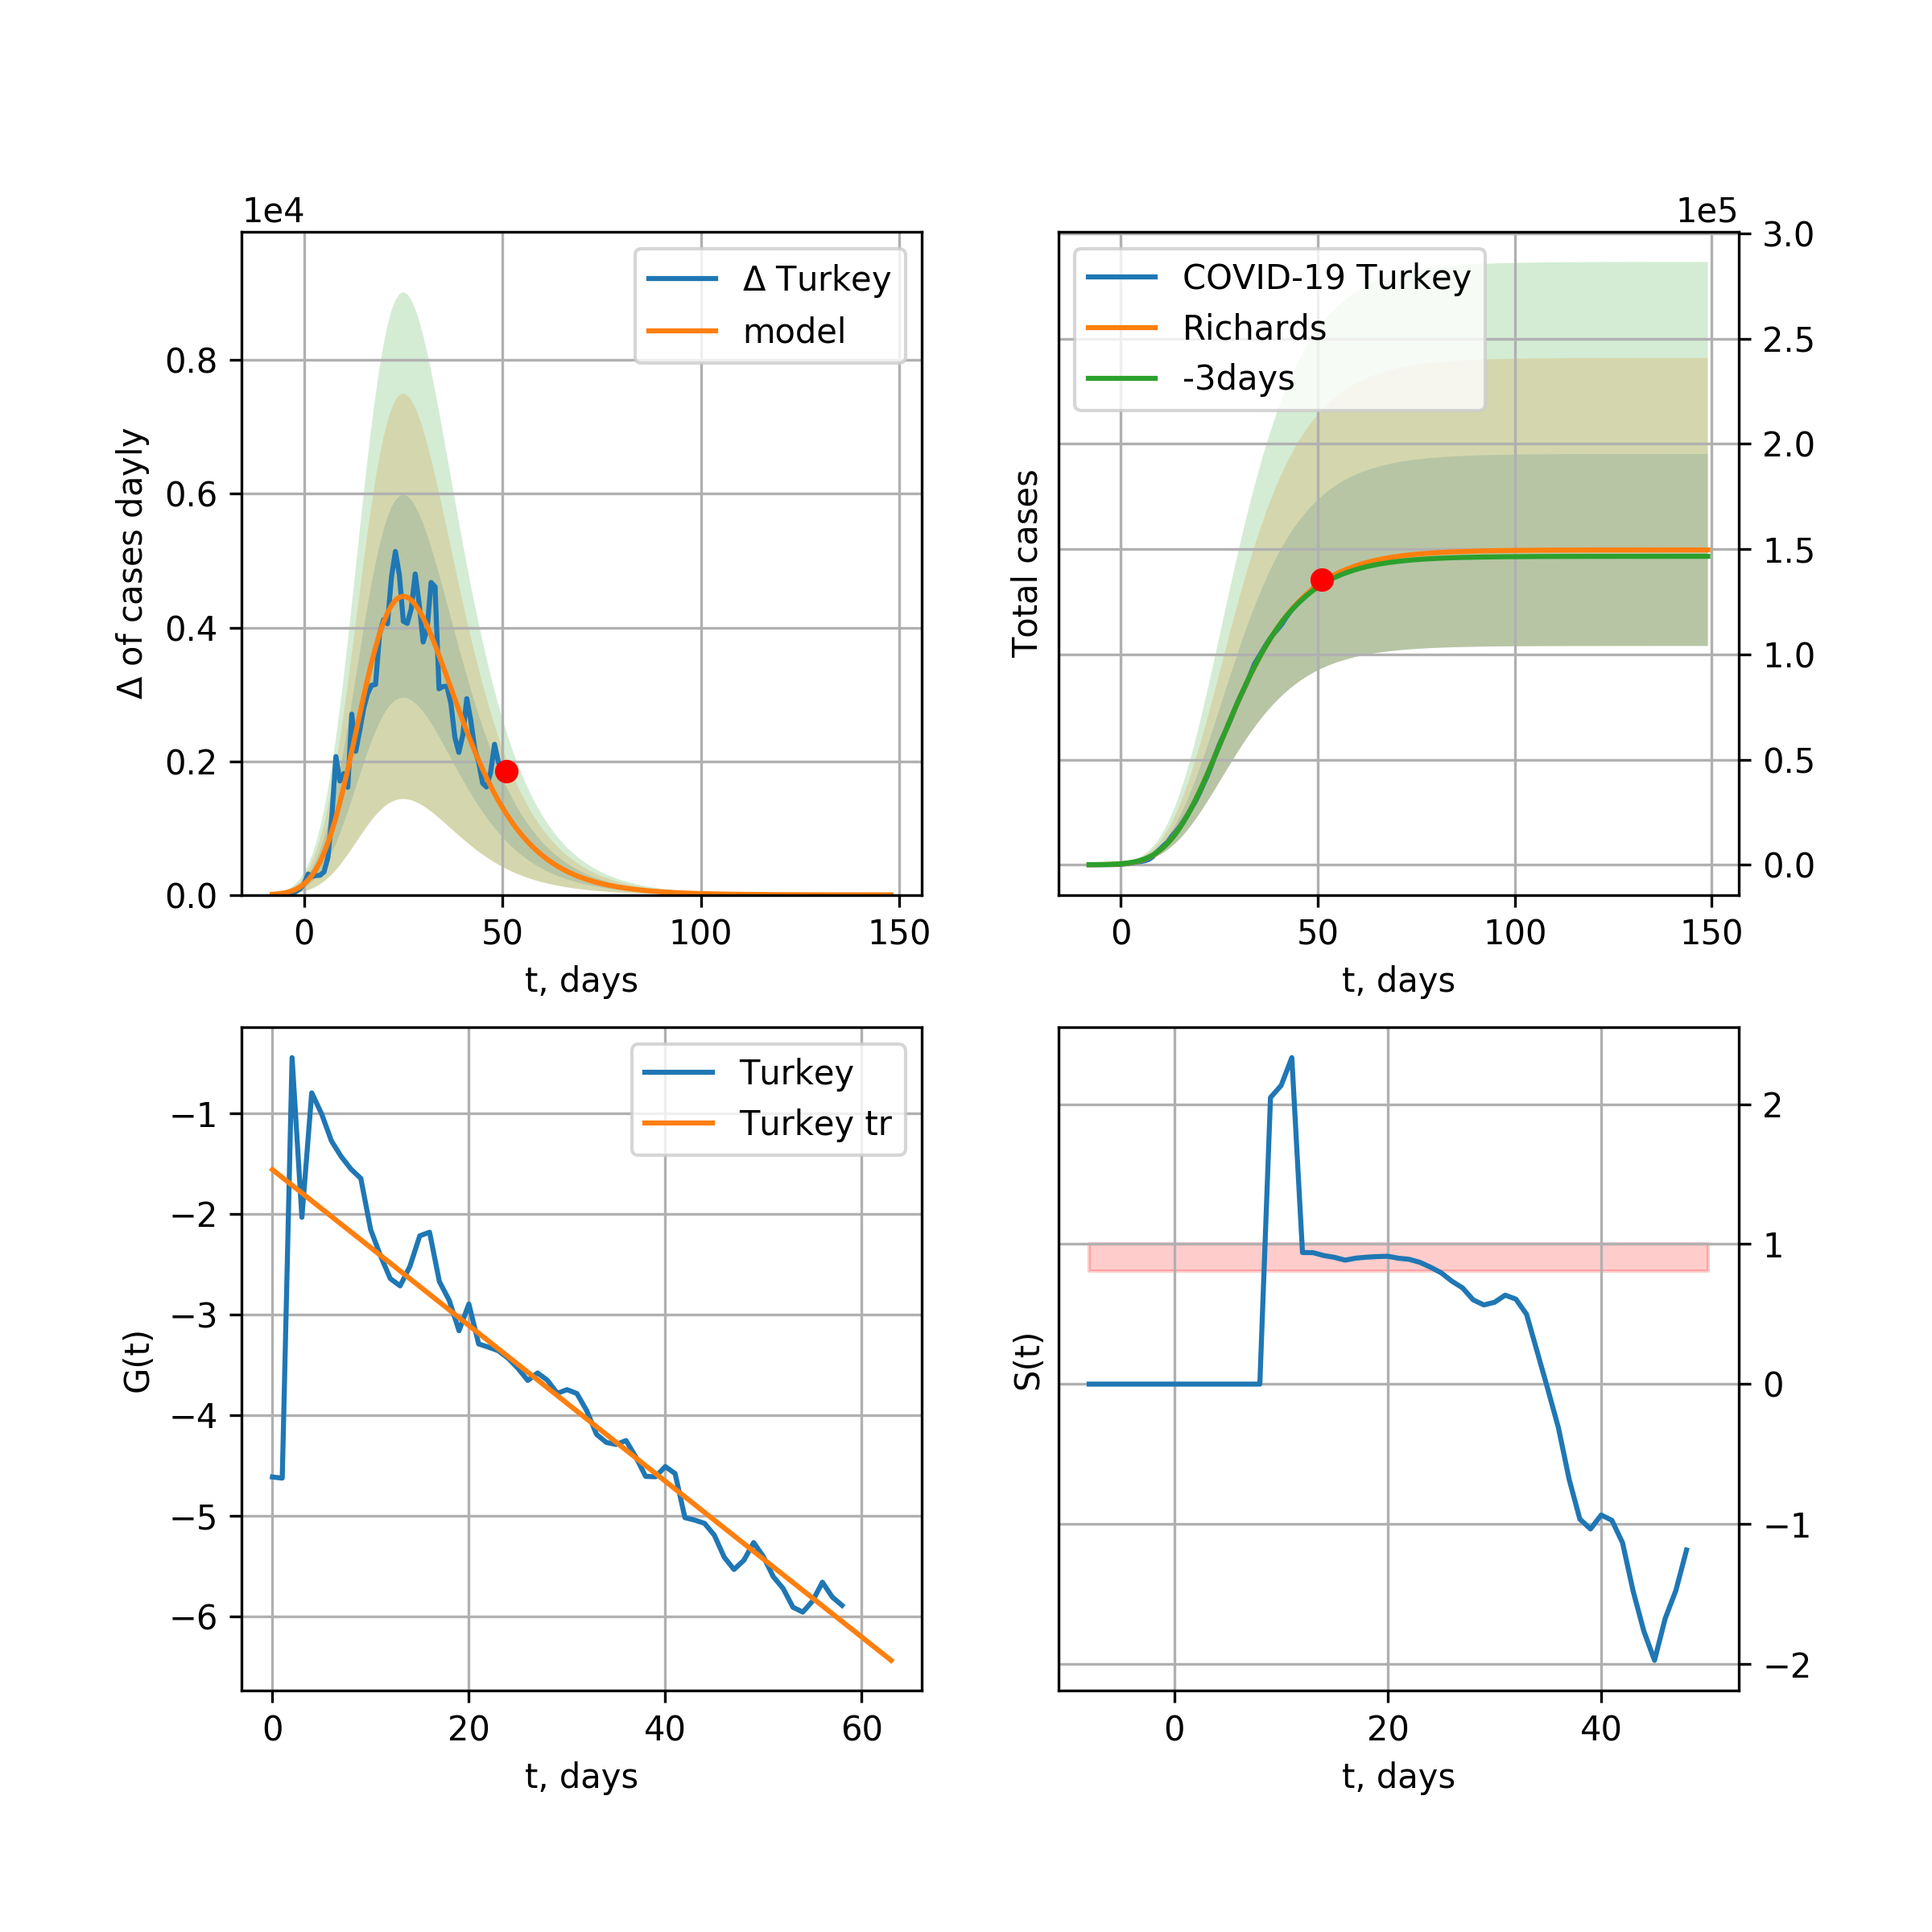 1e4
Δ Turkey
model
Δ of cases dayly
0.8
0.6
0.4
0.2
0.0
0 50 100 150
t, days
1e5
COVID-19 Turkey
Richards
-3days
Total cases
3.0
2.5
2.0
1.5
1.0
0.5
0.0
0 50 100 150
t, days
Turkey
Turkey tr
G(t)
−1
−2
−3
−4
−5
−6
0 20 40 60
t, days
S(t)
2
1
0
−1
−2
0 20 40
t, days